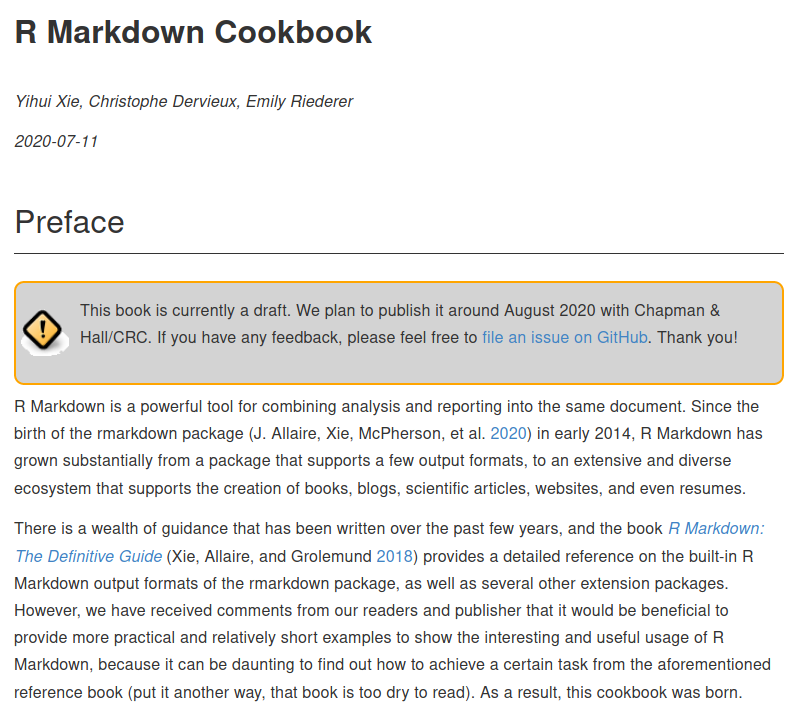 R Markdown Cookbook
Yihui Xie, Christophe Dervieux, Emily Riederer
2020-07-11
Preface
This book is currently a draft. We plan to publish it around August 2020 with Chapman &
Hall/CRC. If you have any feedback, please feel free to file an issue on GitHub. Thank you!
R Markdown is a powerful tool for combining analysis and reporting into the same document. Since the
birth of the rmarkdown package (J. Allaire, Xie, McPherson, et al. 2020) in early 2014, R Markdown has
grown substantially from a package that supports a few output formats, to an extensive and diverse
ecosystem that supports the creation of books, blogs, scientific articles, websites, and even resumes.
There is a wealth of guidance that has been written over the past few years, and the book R Markdown:
The Definitive Guide (Xie, Allaire, and Grolemund 2018) provides a detailed reference on the built-in R
Markdown output formats of the rmarkdown package, as well as several other extension packages.
However, we have received comments from our readers and publisher that it would be beneficial to
provide more practical and relatively short examples to show the interesting and useful usage of R
Markdown, because it can be daunting to find out how to achieve a certain task from the aforementioned
reference book (put it another way, that book is too dry to read). As a result, this cookbook was born.